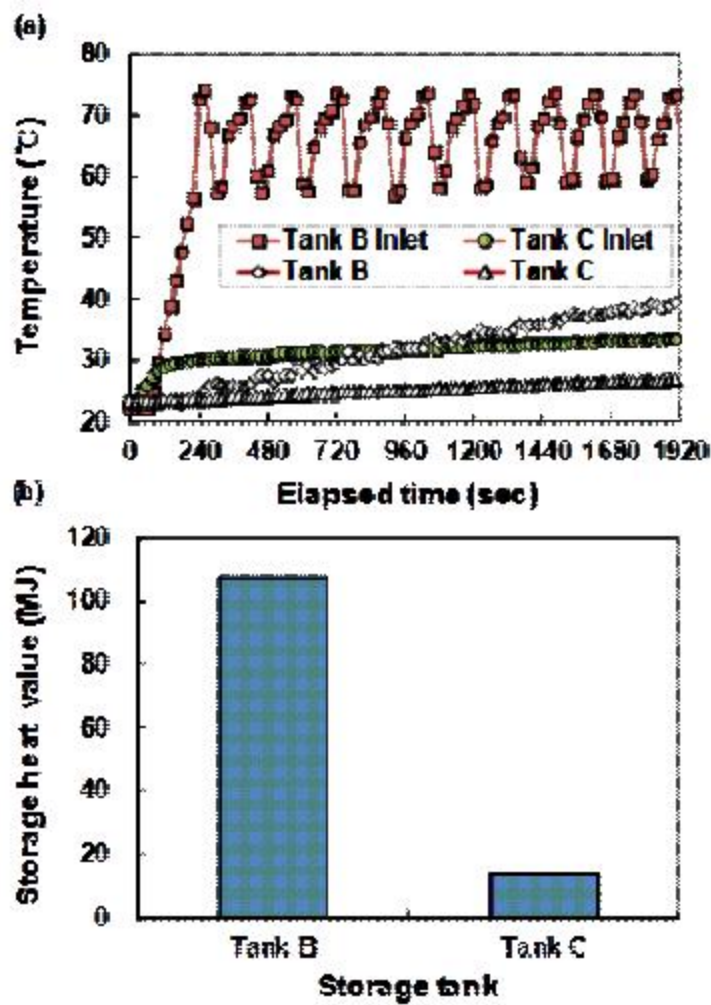 (a)
80
70
60
50
40
30
20
Temperature (℃)
Tank B Inlet
Tank C Inlet
Tank B
Tank C
0 240 480 720 960 1200 1440 1680 1920
Elapsed time (sec)
(b)
120
100
80
60
40
20
0
Storage heat value (MJ)
Tank B
Tank C
Storage tank